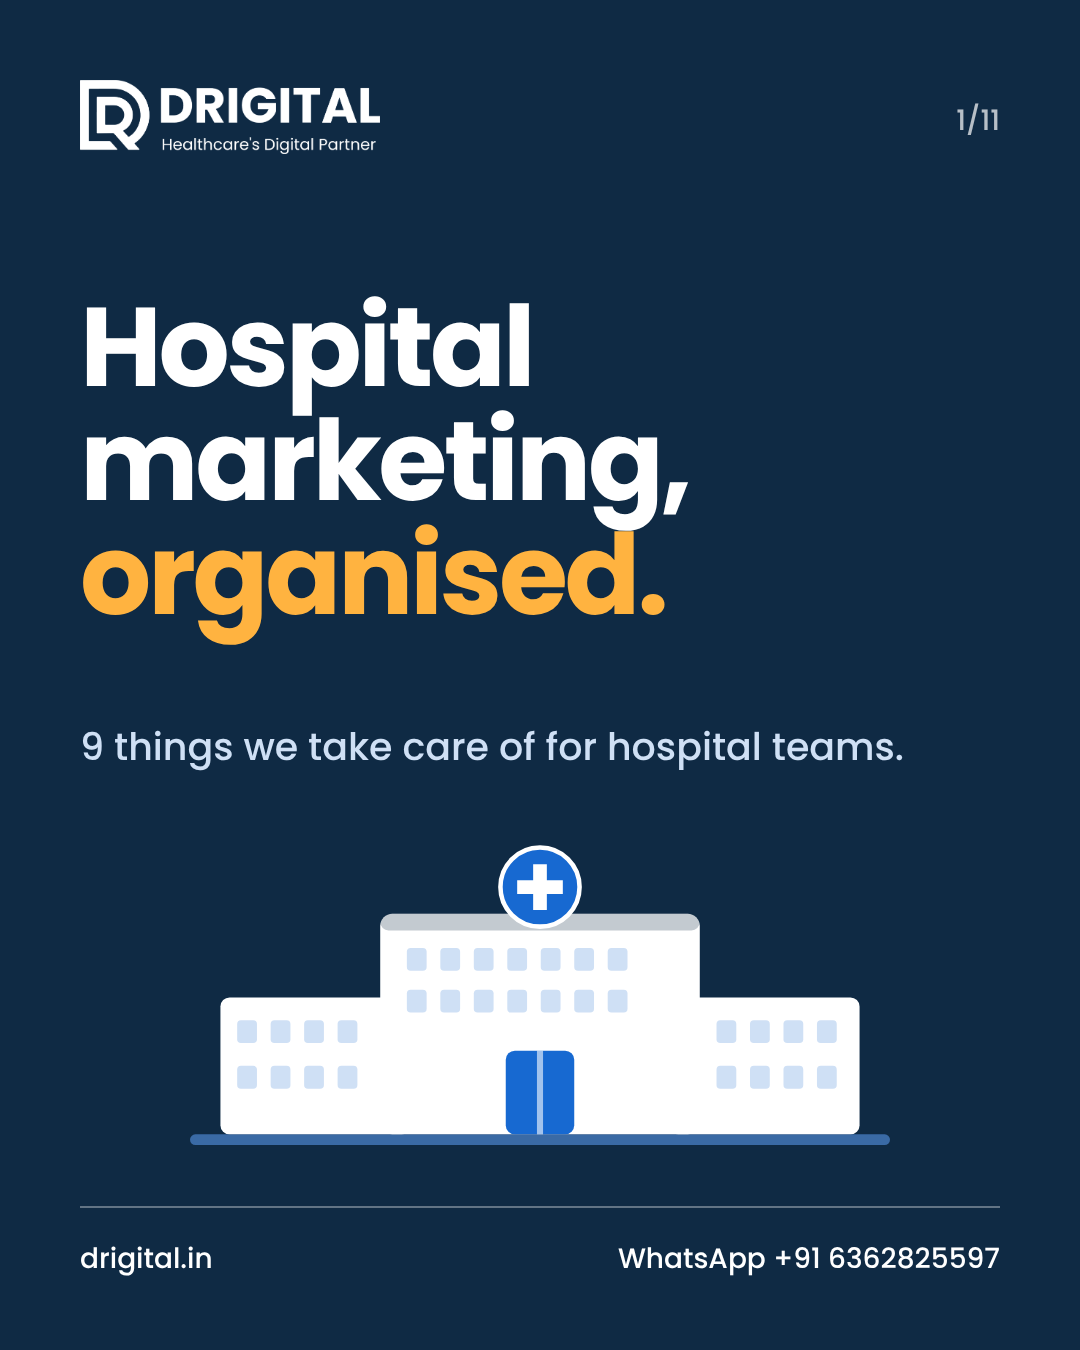 DRIGITAL
Healthcare's Digital Partner
1/11
Hospital
marketing,
organised.
9 things we take care of for hospital teams.
drigital.in
WhatsApp +91 6362825597